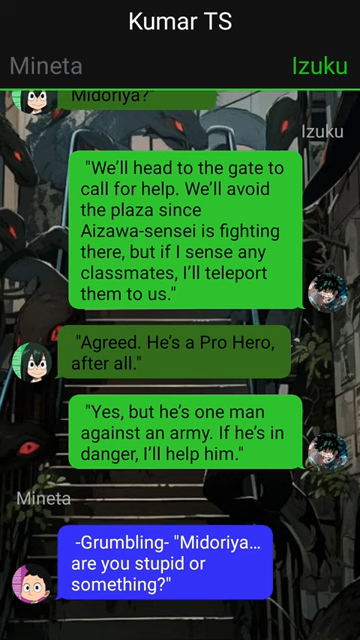 Kumar TS
Mineta
Izuku
Midoriya?"
Izuku
"We'll head to the gate to
call for help. We'll avoid
the plaza since
Aizawa-sensei is fighting
there, but if I sense any
classmates, I'll teleport
them to us."
"Agreed. He's a Pro Hero,
after all."
"Yes, but he's one man
against an army. If he's in
danger, I'll help him."
Mineta
-Grumbling- "Midoriya...
are you stupid or
something?"